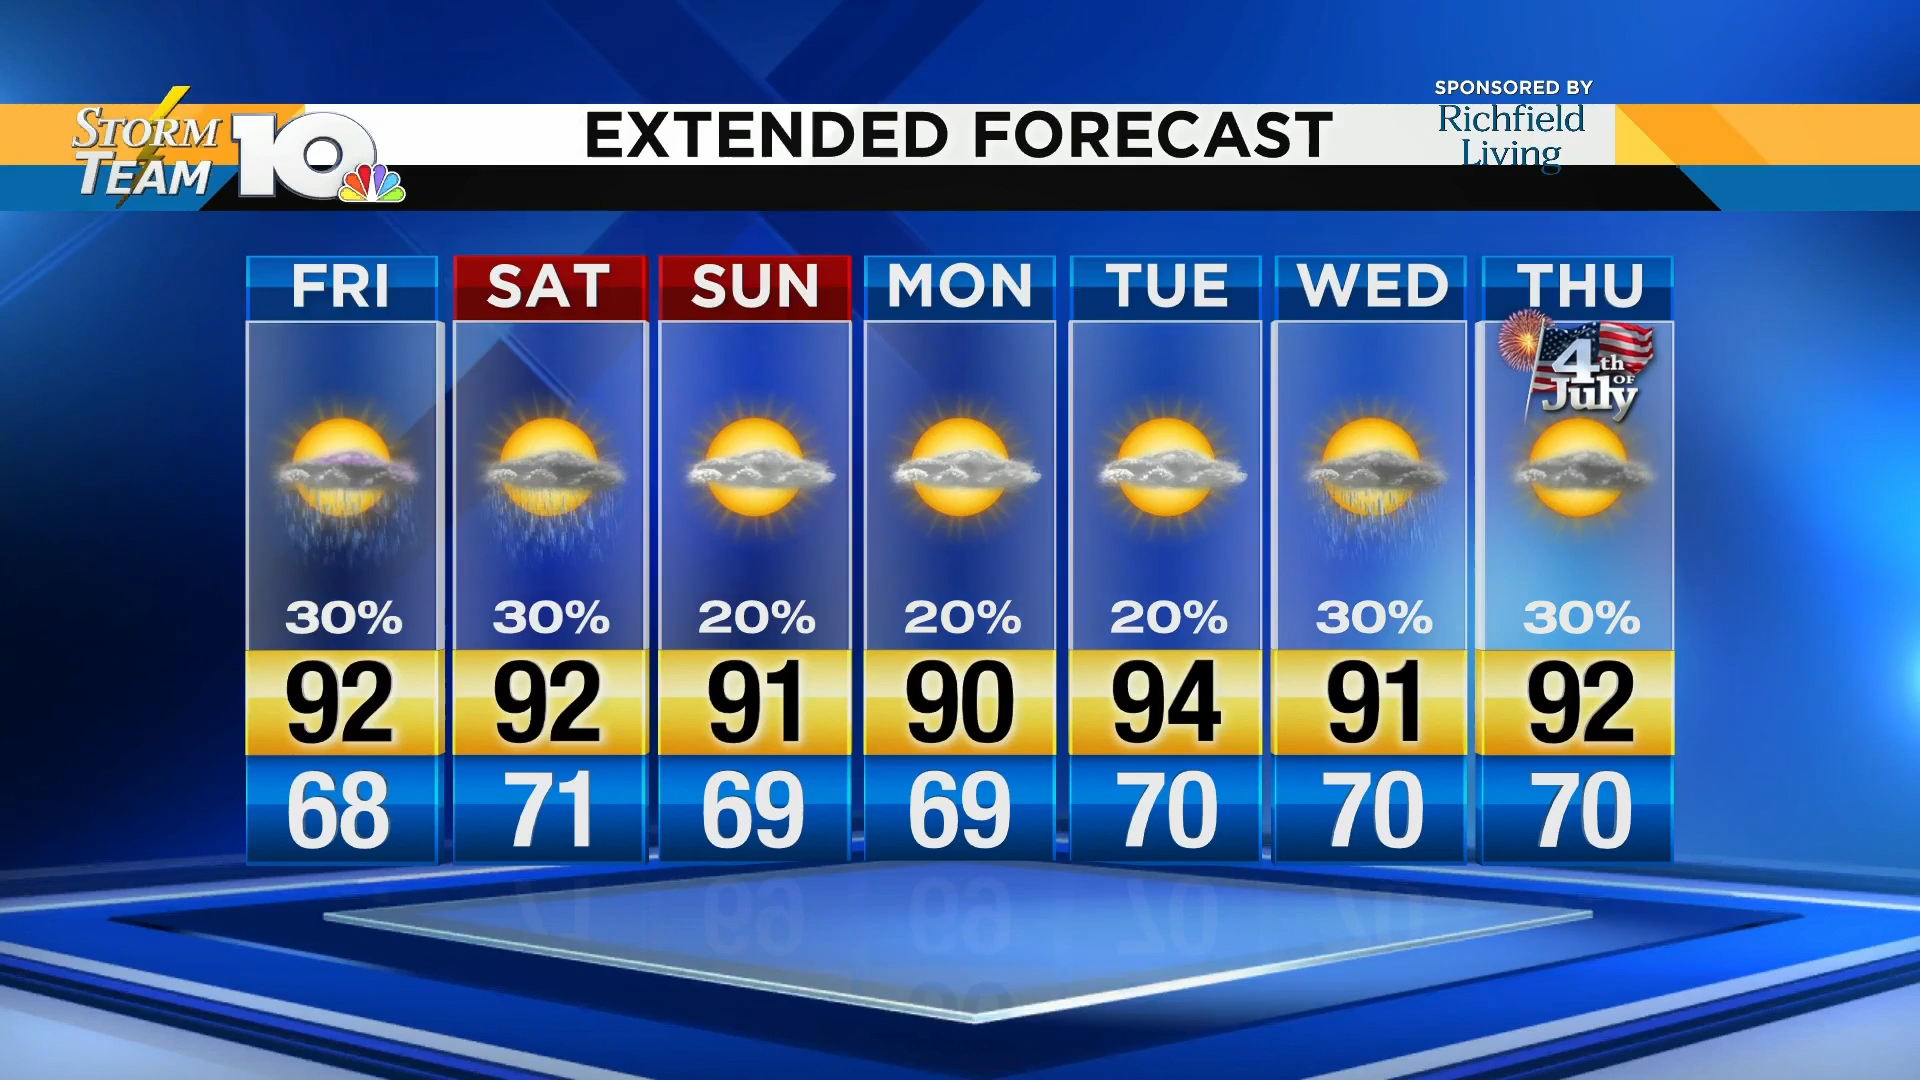 SPONSORED BY
Richfield
Living
STORM
TEAM
10
EXTENDED FORECAST
FRI SAT SUN MON TUE WED THU
4th
OF
July
30% 30% 20% 20% 20% 30% 30%
92 92 91 90 94 91 92
68 71 69 69 70 70 70